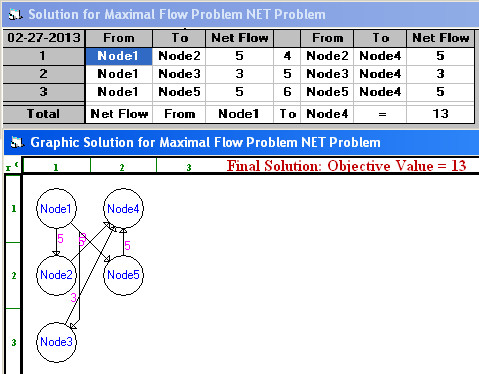 Solution for Maximal Flow Problem NET Problem
02-27-2013 From To Net Flow From To Net Flow
1 Node1 Node2 5 4 Node2 Node4 5
2 Node1 Node3 3 5 Node3 Node4 3
3 Node1 Node5 5 6 Node5 Node4 5
Total Net Flow From Node1 To Node4 = 13
Graphic Solution for Maximal Flow Problem NET Problem
r c 1 2 3 Final Solution: Objective Value = 13
1 Node1 Node4
5 5
2 Node2 Node5
3
3 Node3